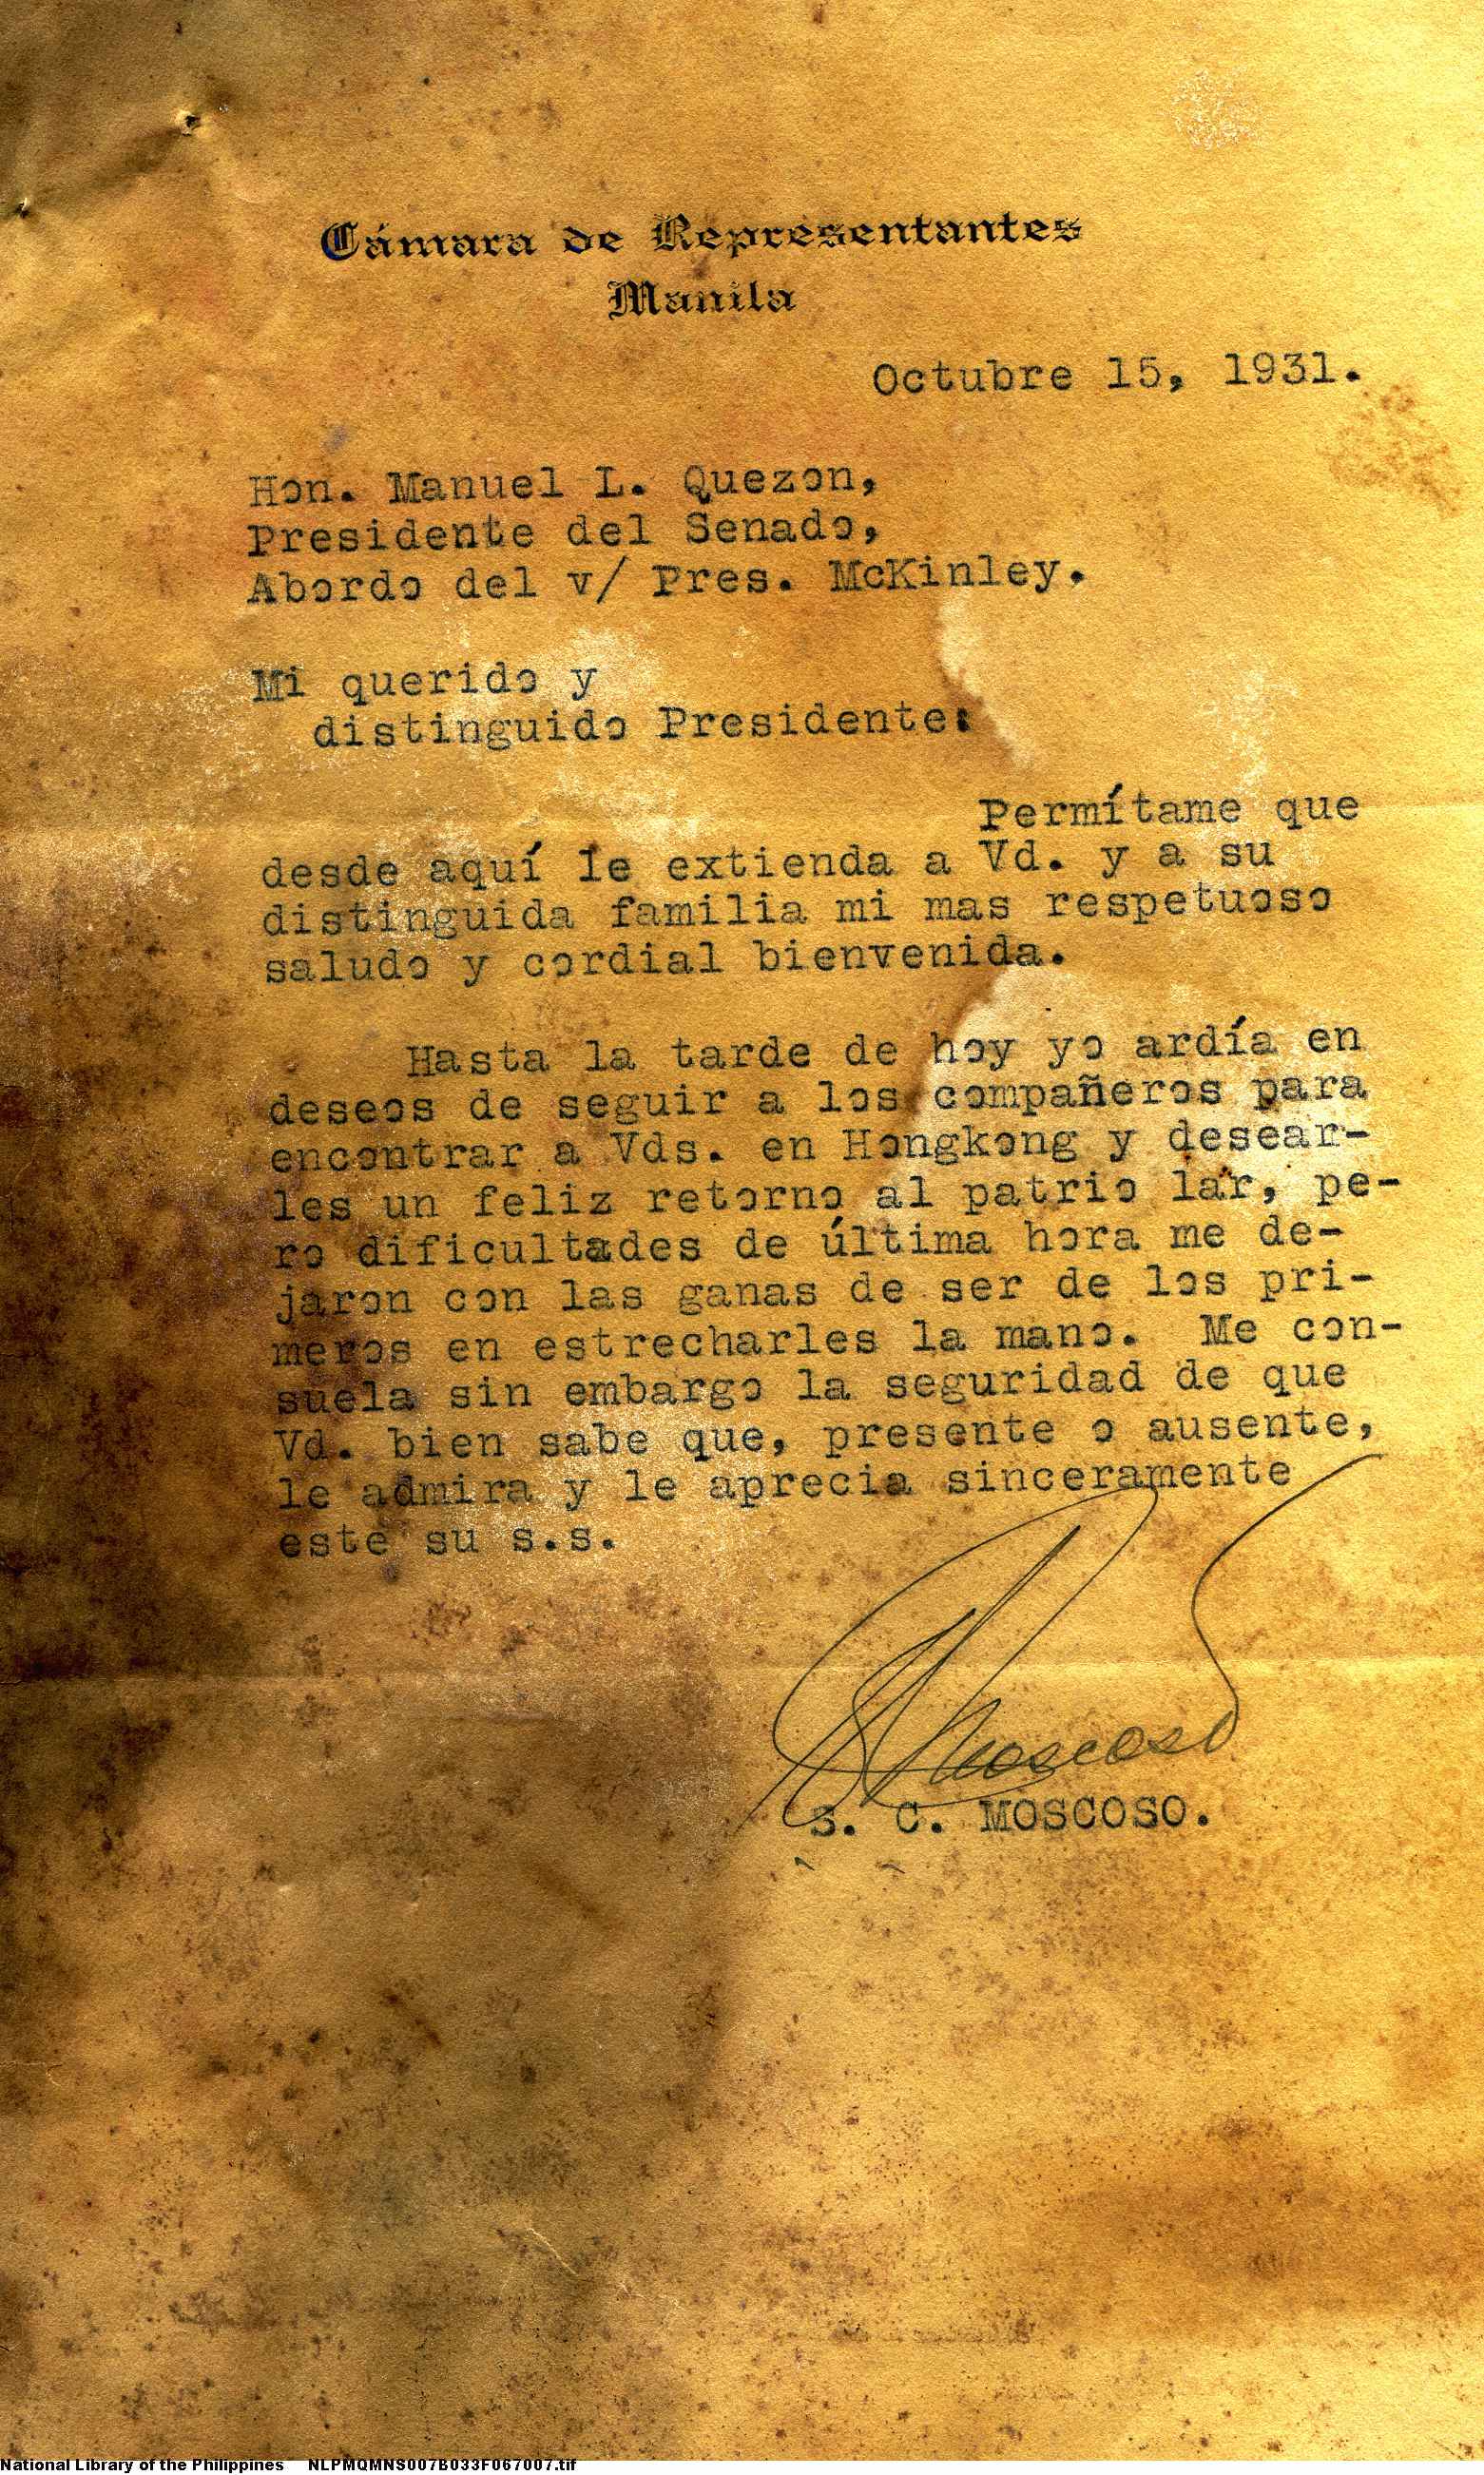 Cámara de Representantes
Manila
Octubre 15, 1931.
Hon. Manuel L. Quezon,
Presidente del Senado,
Abordo del v/ Pres. McKinley.
Mi querido y
distinguido Presidente:
Permítame que
desde aquí le extienda a Vd. y a su
distinguida familia mi mas respetuoso
saludo y cordial bienvenida.
Hasta la tarde de hoy yo ardía en
deseos de seguir a los compañeros para
encontrar a Vds. en Hongkong y desear-
les un feliz retorno al patrio lar, pe-
ro dificultades de última hora me de-
jaron con las ganas de ser de los pri-
meros en estrecharles la mano. Me con-
suela sin embargo la seguridad de que
Vd. bien sabe que, presente o ausente,
le admira y le aprecia sinceramente
este su s.s.
Moscoso
S. C. MOSCOSO.
National Library of the Philippines NLPMQMNS007B033F067007.tif